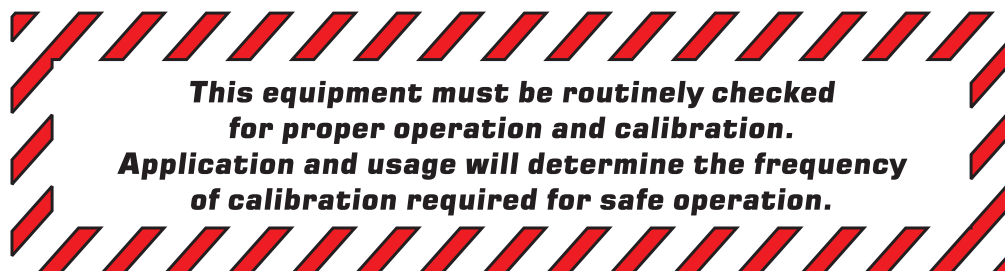 This equipment must be routinely checked
for proper operation and calibration.
Application and usage will determine the frequency
of calibration required for safe operation.